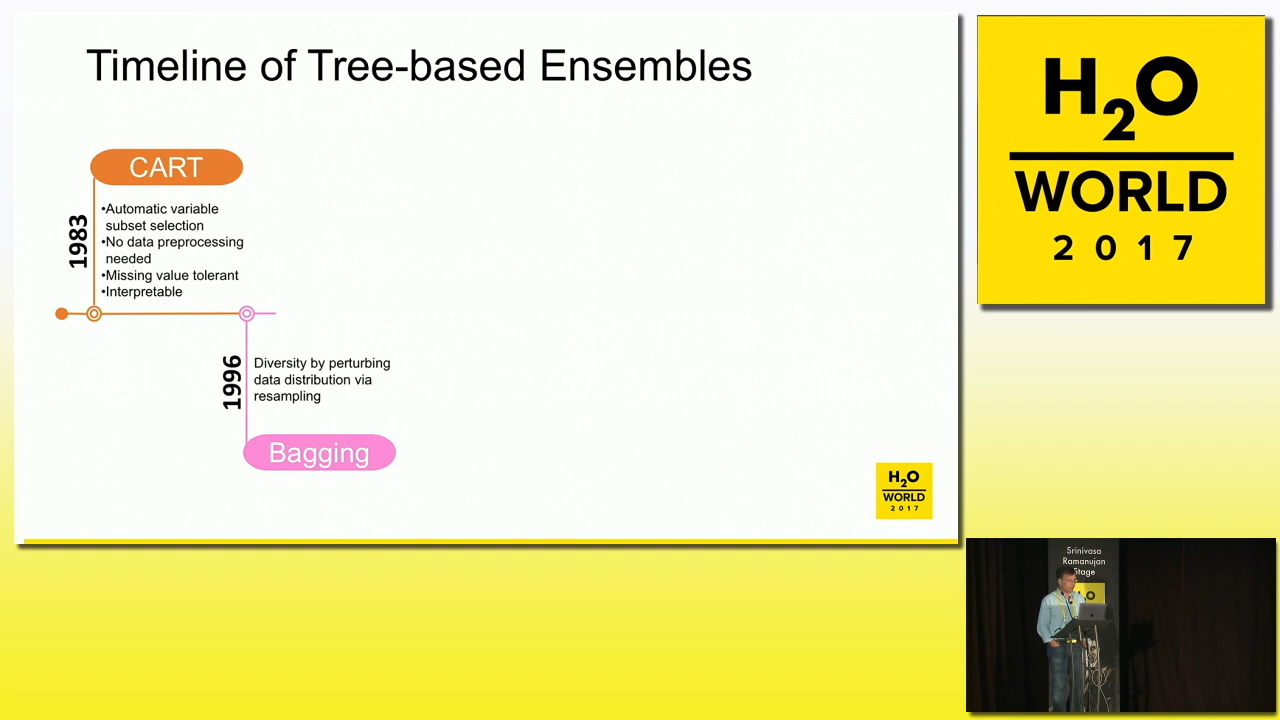 Timeline of Tree-based Ensembles
CART
1983
•Automatic variable
subset selection
•No data preprocessing
needed
•Missing value tolerant
•Interpretable
1996
Diversity by perturbing
data distribution via
resampling
Bagging
H2O
WORLD
2017
H2O
WORLD
2017
Srinivasa
Ramanujan
Stage